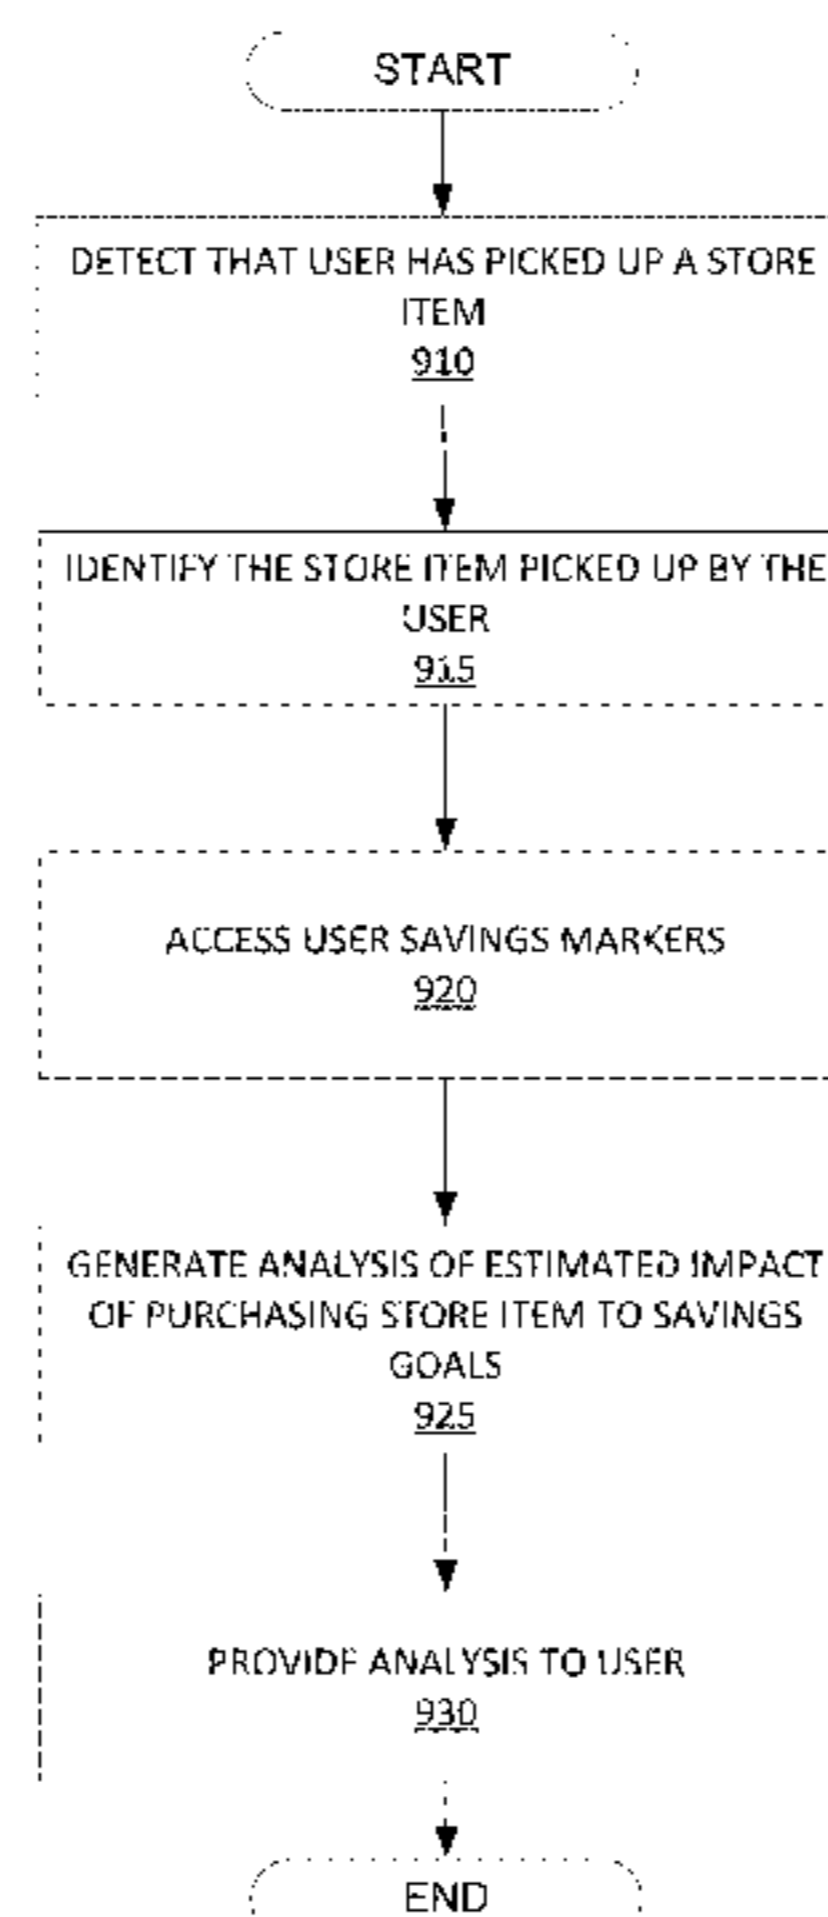 START
DETECT THAT USER HAS PICKED UP A STORE
ITEM
910
IDENTIFY THE STORE ITEM PICKED UP BY THE
USER
915
ACCESS USER SAVINGS MARKERS
920
GENERATE ANALYSIS OF ESTIMATED IMPACT
OF PURCHASING STORE ITEM TO SAVINGS
GOALS
925
PROVIDE ANALYSIS TO USER
930
END